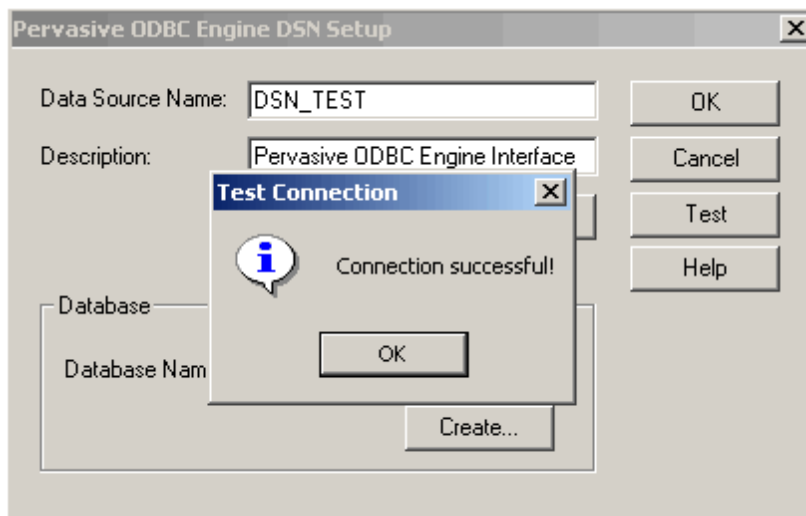 Pervasive ODBC Engine DSN Setup
Data Source Name: DSN_TEST OK
Description: Pervasive ODBC Engine Interface Cancel
Test Connection
Test
Connection successful!
Help
Database
OK
Database Nam
Create...